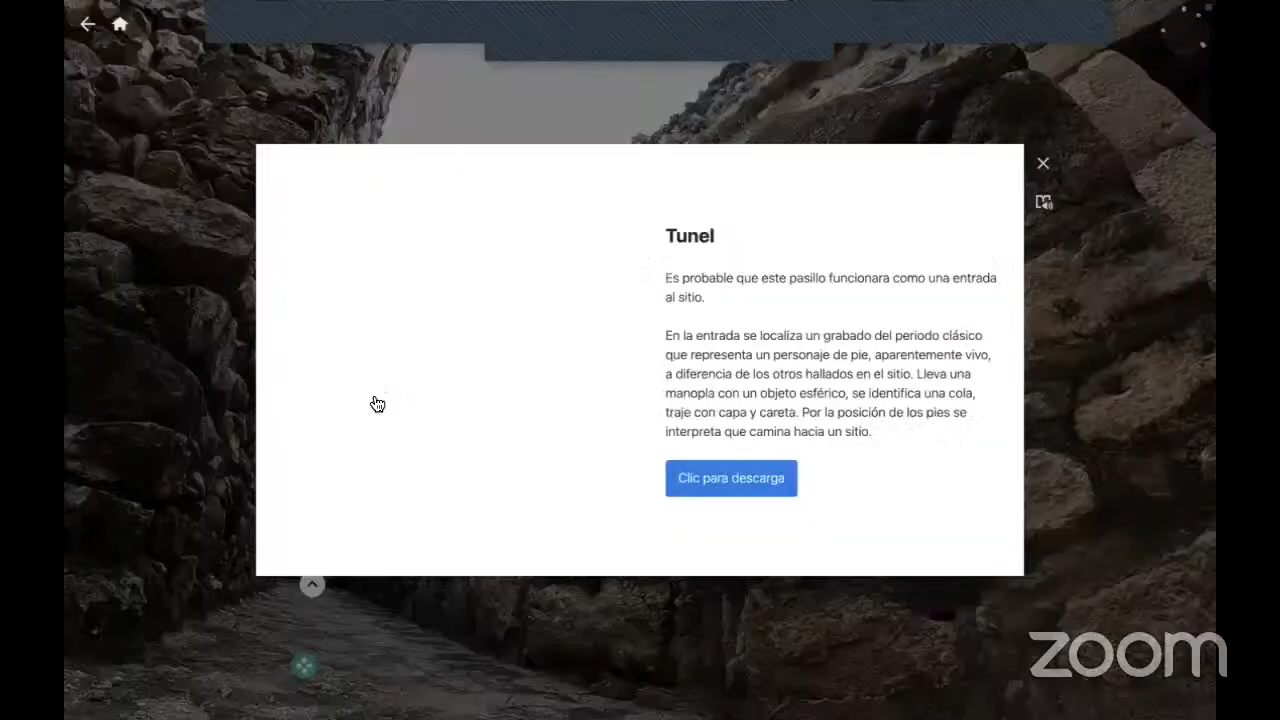 Tunel
Es probable que este pasillo funcionara como una entrada
al sitio.
En la entrada se localiza un grabado del periodo clásico
que representa un personaje de pie, aparentemente vivo,
a diferencia de los otros hallados en el sitio. Lleva una
manopla con un objeto esférico, se identifica una cola,
traje con capa y careta. Por la posición de los pies se
interpreta que camina hacia un sitio.
Clic para descarga
zoom